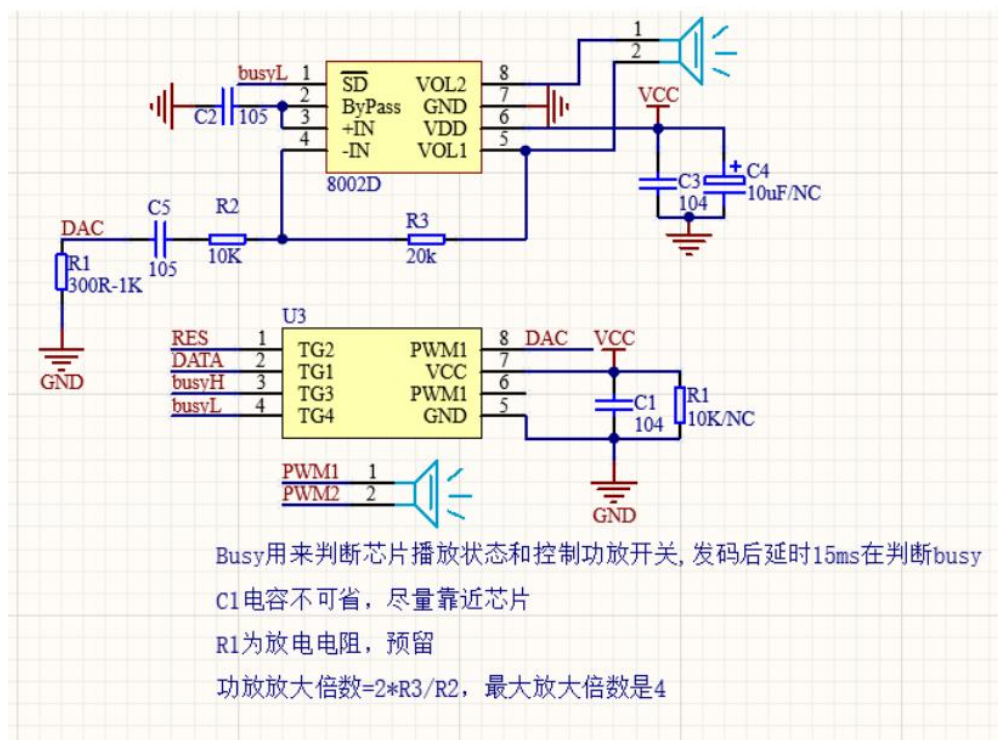 1
2
busyL 1 SD VOL2 8
2 ByPass GND 7
C2 105 3 +IN VDD 6 VCC
4 -IN VOL1 5
8002D
C3 104
+ C4 10uF/NC
C5 105
R2 10K
R3 20k
DAC
R1 300R-1K
GND
U3
RES 1 TG2 PWM1 8 DAC VCC
DATA 2 TG1 VCC 7
busyH 3 TG3 PWM1 6
busyL 4 TG4 GND 5
C1 104
R1 10K/NC
GND
PWM1 1
PWM2 2
Busy用来判断芯片播放状态和控制功放开关,发码后延时15ms在判断busy
C1电容不可省，尽量靠近芯片
R1为放电电阻，预留
功放放大倍数=2*R3/R2，最大放大倍数是4